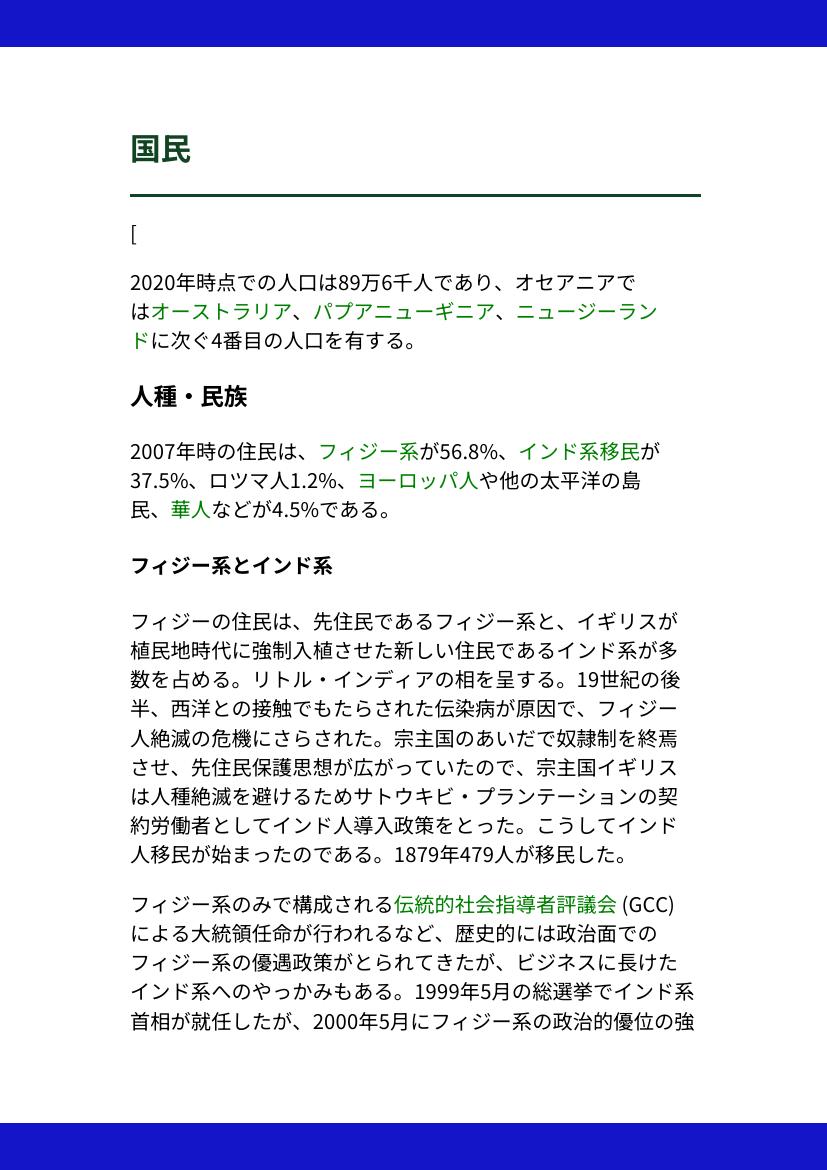 国民
[
2020年時点での人口は89万6千人であり、オセアニアで
はオーストラリア、パプアニューギニア、ニュージーラン
ドに次ぐ4番目の人口を有する。
人種・民族
2007年時の住民は、フィジー系が56.8%、インド系移民が
37.5%、ロツマ人1.2%、ヨーロッパ人や他の太平洋の島
民、華人などが4.5%である。
フィジー系とインド系
フィジーの住民は、先住民であるフィジー系と、イギリスが
植民地時代に強制入植させた新しい住民であるインド系が多
数を占める。リトル・インディアの相を呈する。19世紀の後
半、西洋との接触でもたらされた伝染病が原因で、フィジー
人絶滅の危機にさらされた。宗主国のあいだで奴隷制を終焉
させ、先住民保護思想が広がっていたので、宗主国イギリス
は人種絶滅を避けるためサトウキビ・プランテーションの契
約労働者としてインド人導入政策をとった。こうしてインド
人移民が始まったのである。1879年479人が移民した。
フィジー系のみで構成される伝統的社会指導者評議会 (GCC)
による大統領任命が行われるなど、歴史的には政治面での
フィジー系の優遇政策がとられてきたが、ビジネスに長けた
インド系へのやっかみもある。1999年5月の総選挙でインド系
首相が就任したが、2000年5月にフィジー系の政治的優位の強